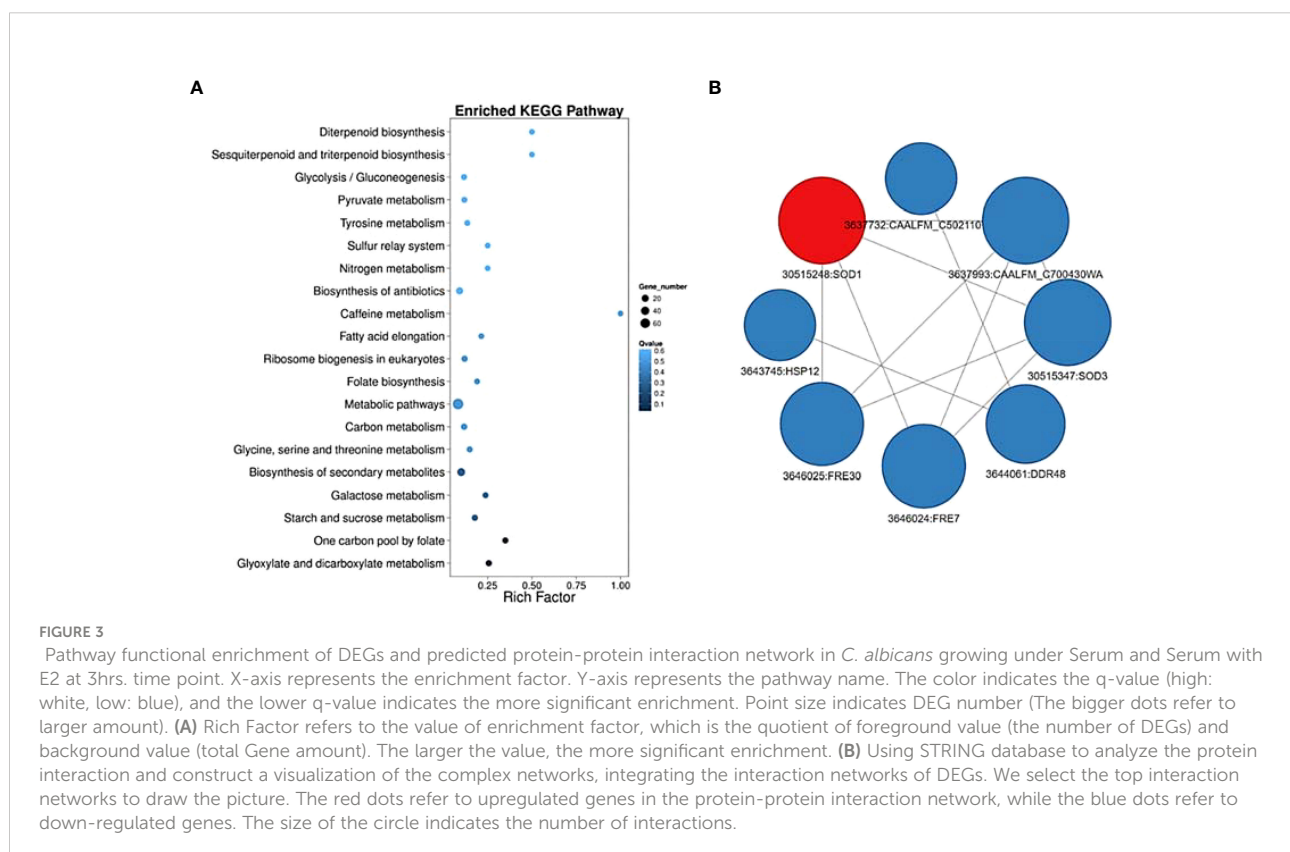 A
Enriched KEGG Pathway
Diterpenoid biosynthesis
Sesquiterpenoid and triterpenoid biosynthesis
Glycolysis / Gluconeogenesis
Pyruvate metabolism
Tyrosine metabolism
Sulfur relay system
Nitrogen metabolism
Biosynthesis of antibiotics
Caffeine metabolism
Fatty acid elongation
Ribosome biogenesis in eukaryotes
Folate biosynthesis
Metabolic pathways
Carbon metabolism
Glycine, serine and threonine metabolism
Biosynthesis of secondary metabolites
Galactose metabolism
Starch and sucrose metabolism
One carbon pool by folate
Glyoxylate and dicarboxylate metabolism
0.25 0.50 0.75 1.00
Rich Factor
Gene_number
20
40
60
Qvalue
0.6
0.5
0.4
0.3
0.2
0.1
B
3637732:CAALFM_C502110
30515248:SOD1
3637993:CAALFM_C700430WA
3643745:HSP12
30515347:SOD3
3646025:FRE30
3644061:DDR48
3646024:FRE7
FIGURE 3
Pathway functional enrichment of DEGs and predicted protein-protein interaction network in C. albicans growing under Serum and Serum with
E2 at 3hrs. time point. X-axis represents the enrichment factor. Y-axis represents the pathway name. The color indicates the q-value (high:
white, low: blue), and the lower q-value indicates the more significant enrichment. Point size indicates DEG number (The bigger dots refer to
larger amount). (A) Rich Factor refers to the value of enrichment factor, which is the quotient of foreground value (the number of DEGs) and
background value (total Gene amount). The larger the value, the more significant enrichment. (B) Using STRING database to analyze the protein
interaction and construct a visualization of the complex networks, integrating the interaction networks of DEGs. We select the top interaction
networks to draw the picture. The red dots refer to upregulated genes in the protein-protein interaction network, while the blue dots refer to
down-regulated genes. The size of the circle indicates the number of interactions.